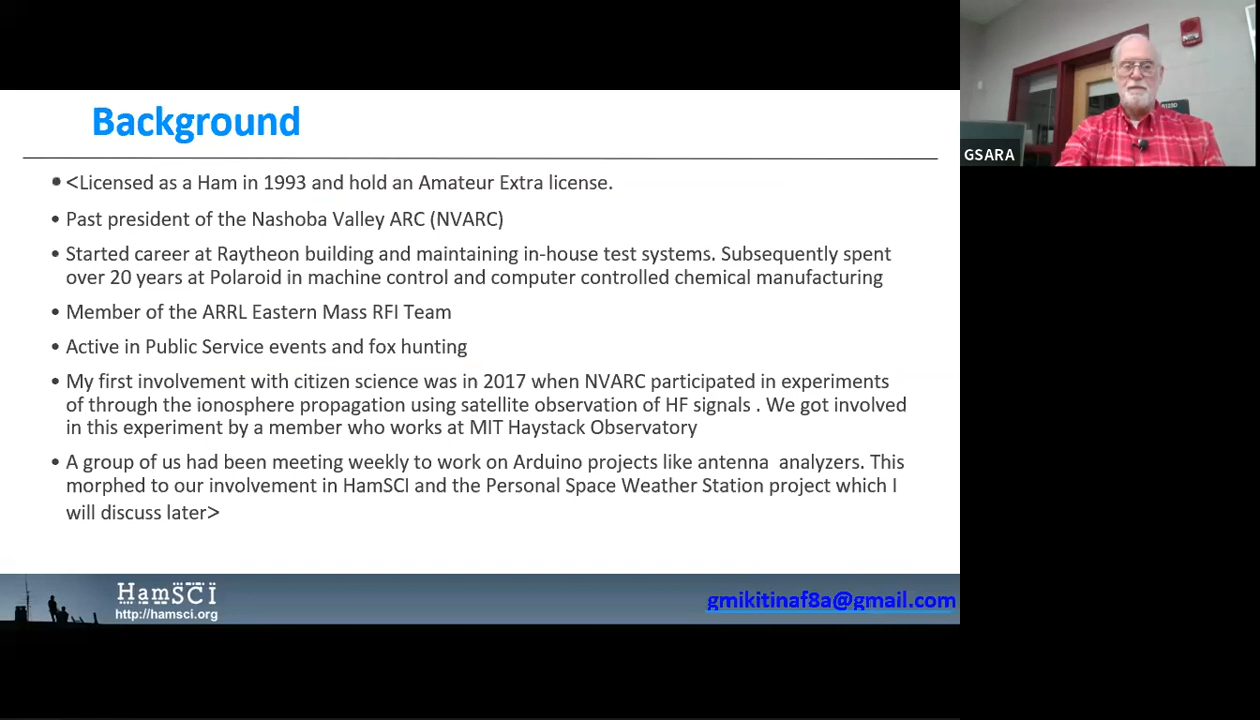 Background
• <Licensed as a Ham in 1993 and hold an Amateur Extra license.
• Past president of the Nashoba Valley ARC (NVARC)
• Started career at Raytheon building and maintaining in-house test systems. Subsequently spent
over 20 years at Polaroid in machine control and computer controlled chemical manufacturing
• Member of the ARRL Eastern Mass RFI Team
• Active in Public Service events and fox hunting
• My first involvement with citizen science was in 2017 when NVARC participated in experiments
of through the ionosphere propagation using satellite observation of HF signals . We got involved
in this experiment by a member who works at MIT Haystack Observatory
• A group of us had been meeting weekly to work on Arduino projects like antenna  analyzers. This
morphed to our involvement in HamSCI and the Personal Space Weather Station project which I
will discuss later>
HamSCI
http://hamsci.org
gmikitinaf8a@gmail.com
GSARA